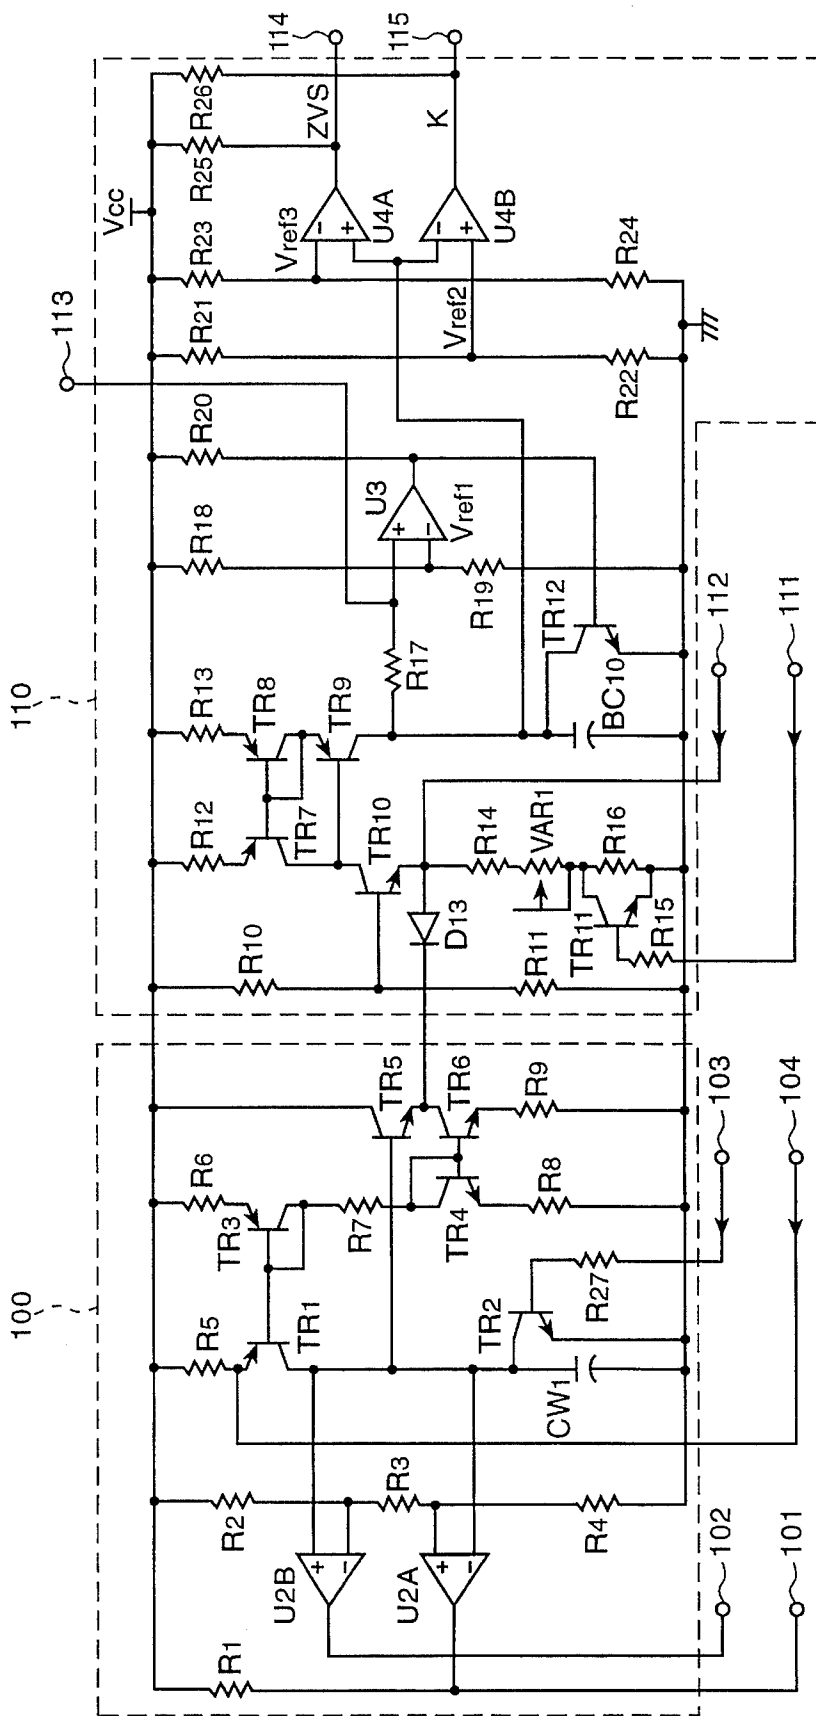 100
110
113
114
115
Vcc
R1
R2
R5
R6
R10
R12
R13
R18
R20
R21
R23
R25
R26
TR3
TR1
TR7
TR8
TR9
TR10
U2B
U2A
+
−
+
−
R3
R4
R7
TR5
TR4
TR6
TR2
CW1
R27
R8
R9
D13
R11
R14
VAR1
R16
TR11
R15
R17
U3
+
−
Vref1
R19
TR12
BC10
Vref3
−
+
U4A
ZVS
−
+
U4B
K
Vref2
R22
R24
102
101
103
104
112
111